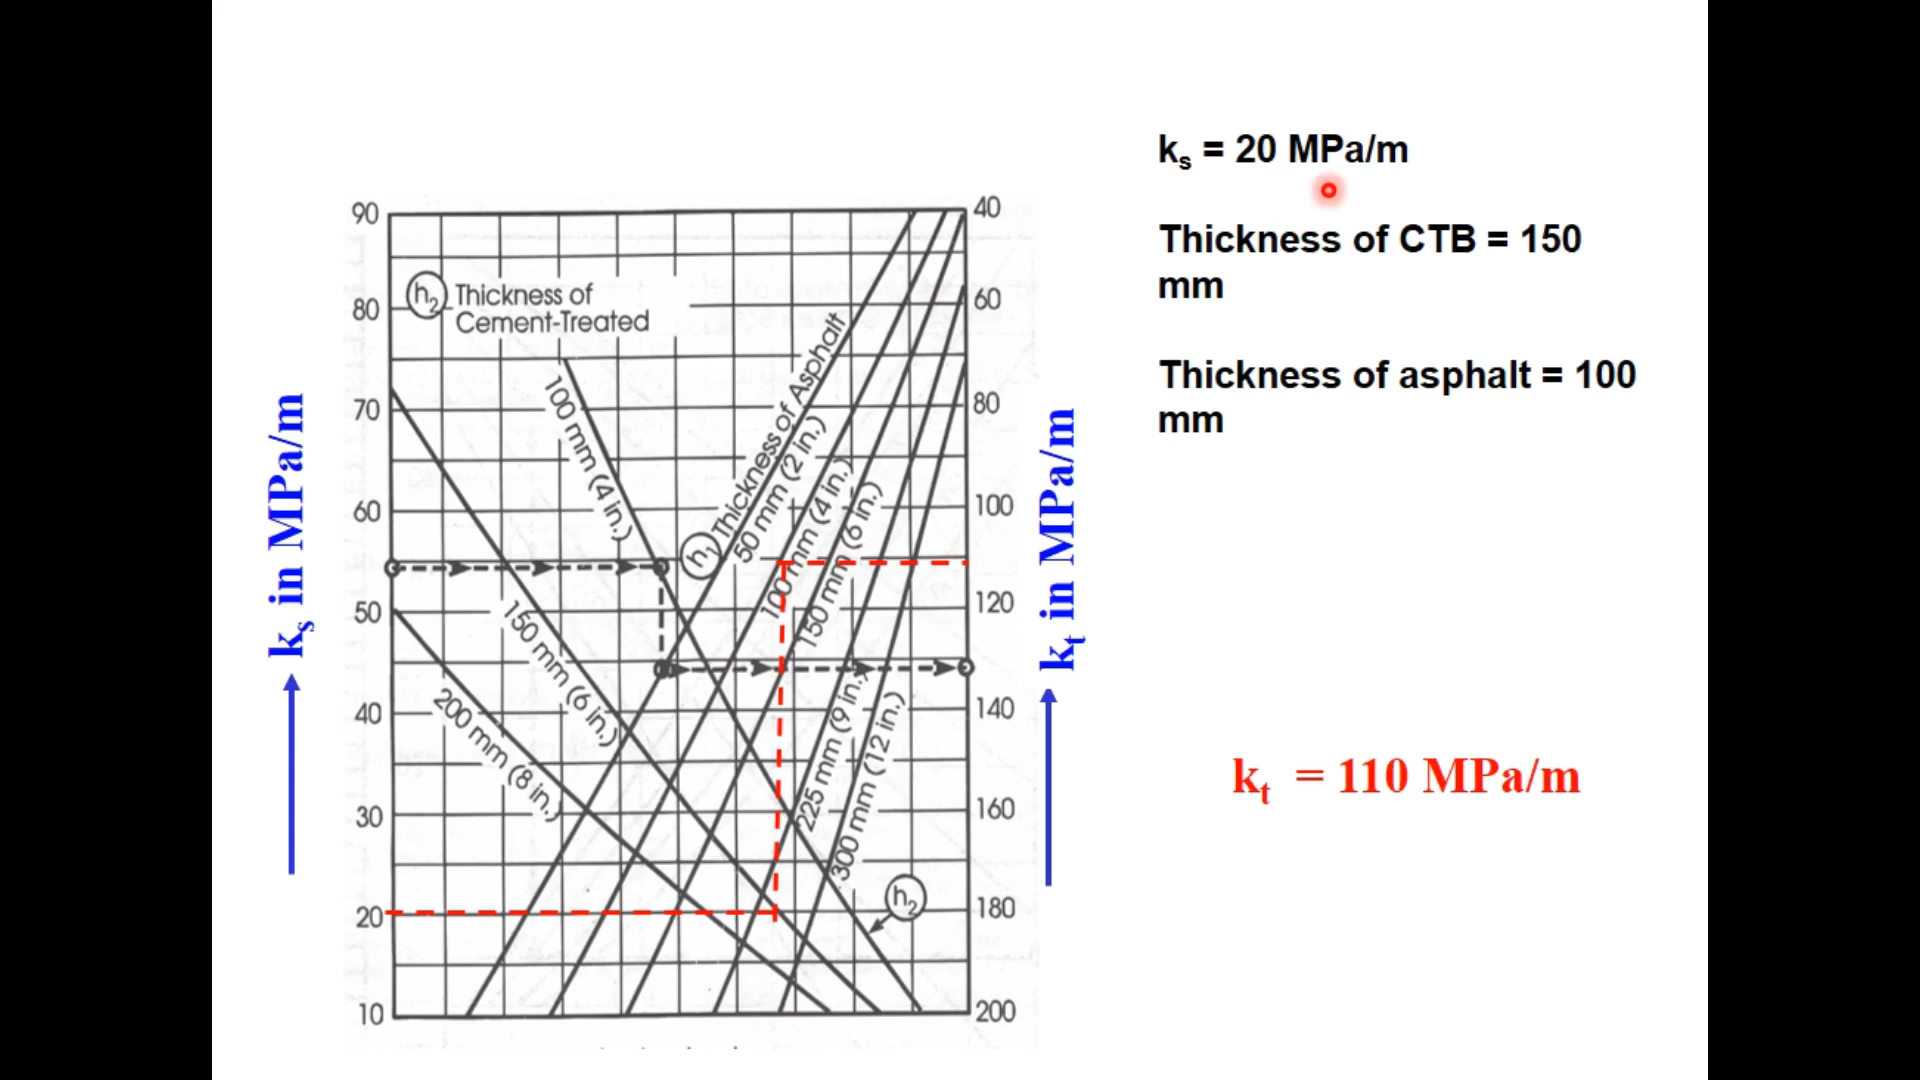 k_s = 20 MPa/m
Thickness of CTB = 150
mm
Thickness of asphalt = 100
mm
k_t = 110 MPa/m
k_s in MPa/m
90
80
70
60
50
40
30
20
10
h₂ Thickness of
Cement-Treated
100 mm (4 in.)
150 mm (6 in.)
200 mm (8 in.)
h₁ Thickness of Asphalt
50 mm (2 in.)
100 mm (4 in.)
150 mm (6 in.)
225 mm (9 in.)
300 mm (12 in.)
h₂
40
60
80
100
120
140
160
180
200
k_t in MPa/m